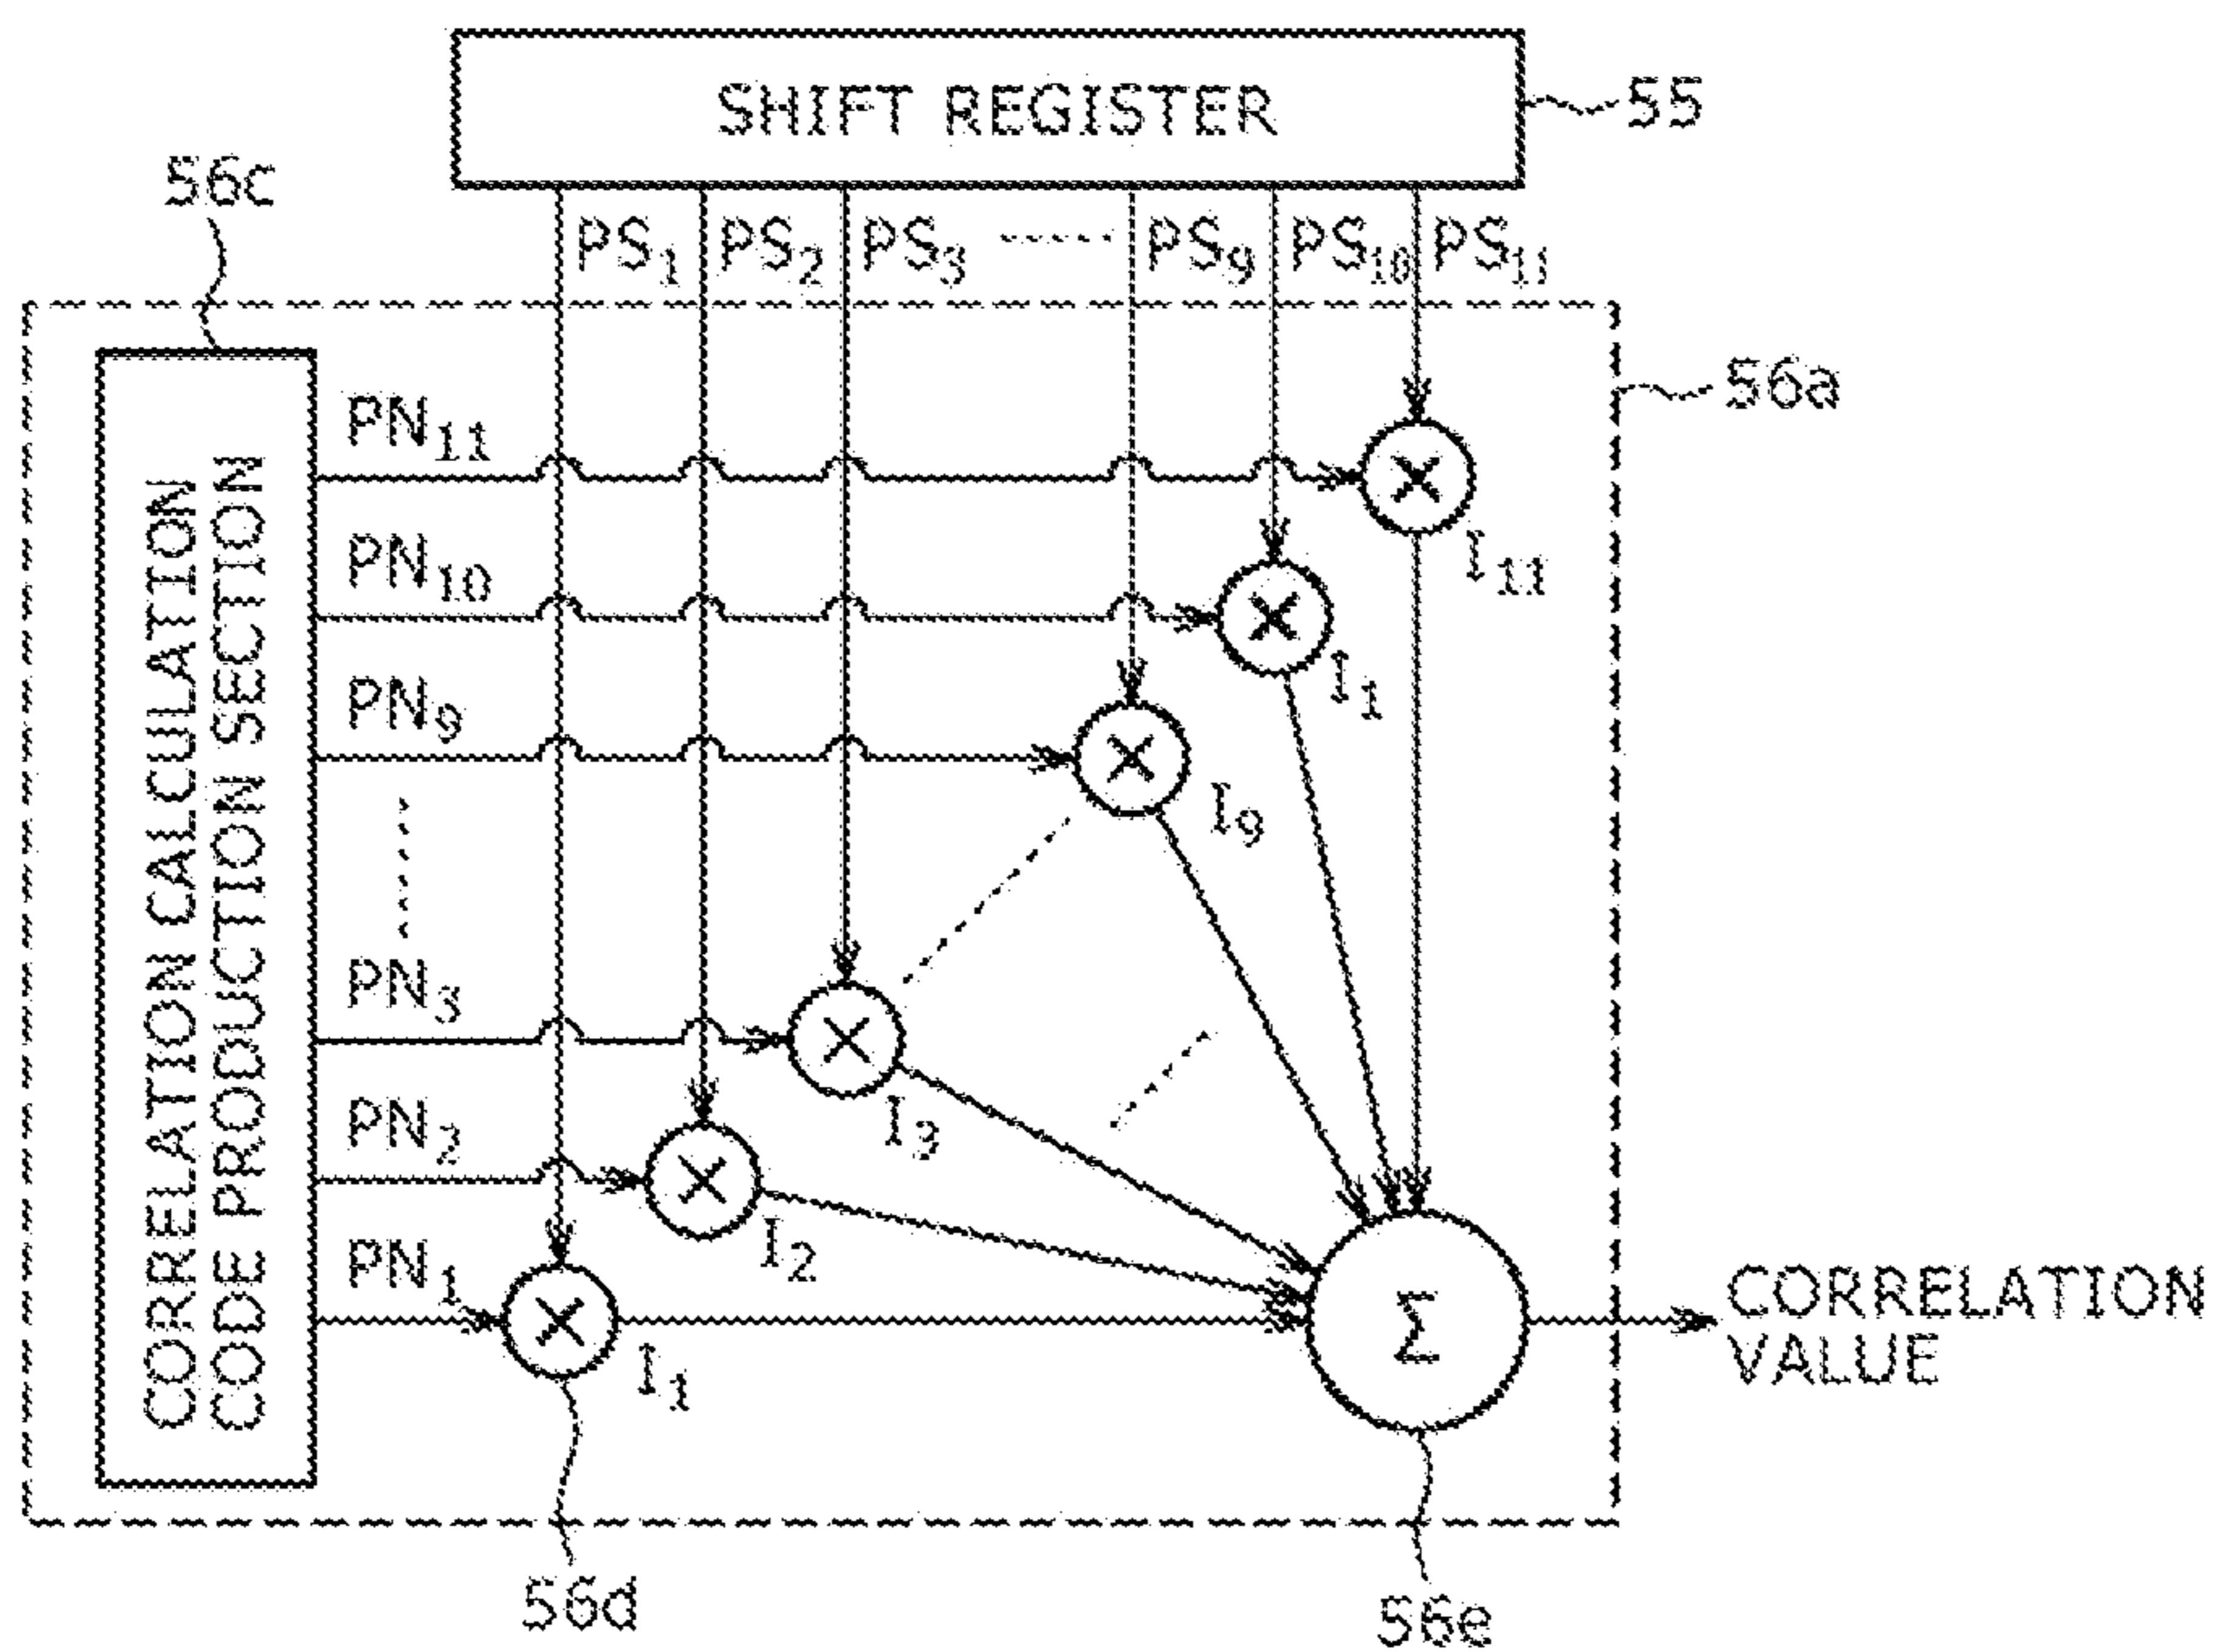 SHIFT REGISTER
55
56c
PS1 PS2 PS3 PS9 PS10 PS11
56a
PN11
I11
PN10
I1
PN9
I9
CORRELATION CALCULATION
CODE PRODUCTION SECTION
PN3
I3
PN2
I2
PN1
I1
Σ
CORRELATION
VALUE
56d
56e